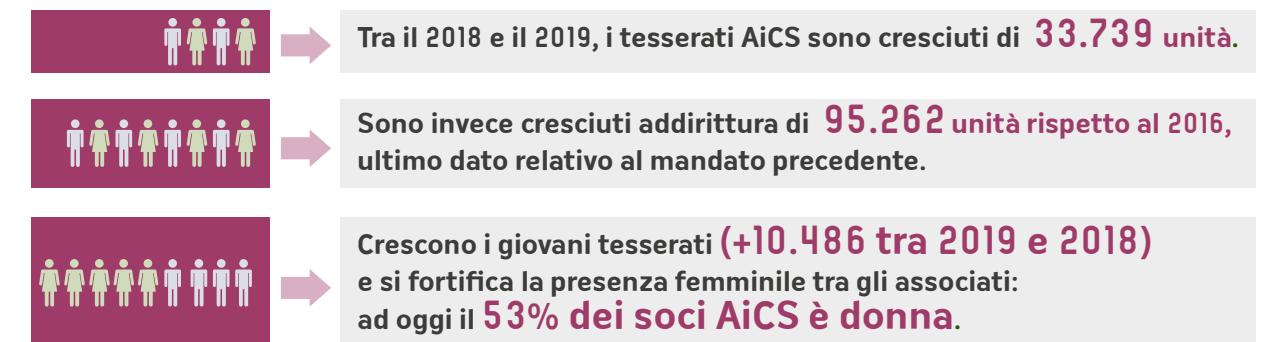 Tra il 2018 e il 2019, i tesserati AiCS sono cresciuti di 33.739 unità.
Sono invece cresciuti addirittura di 95.262 unità rispetto al 2016,
ultimo dato relativo al mandato precedente.
Crescono i giovani tesserati (+10.486 tra 2019 e 2018)
e si fortifica la presenza femminile tra gli associati:
ad oggi il 53% dei soci AiCS è donna.